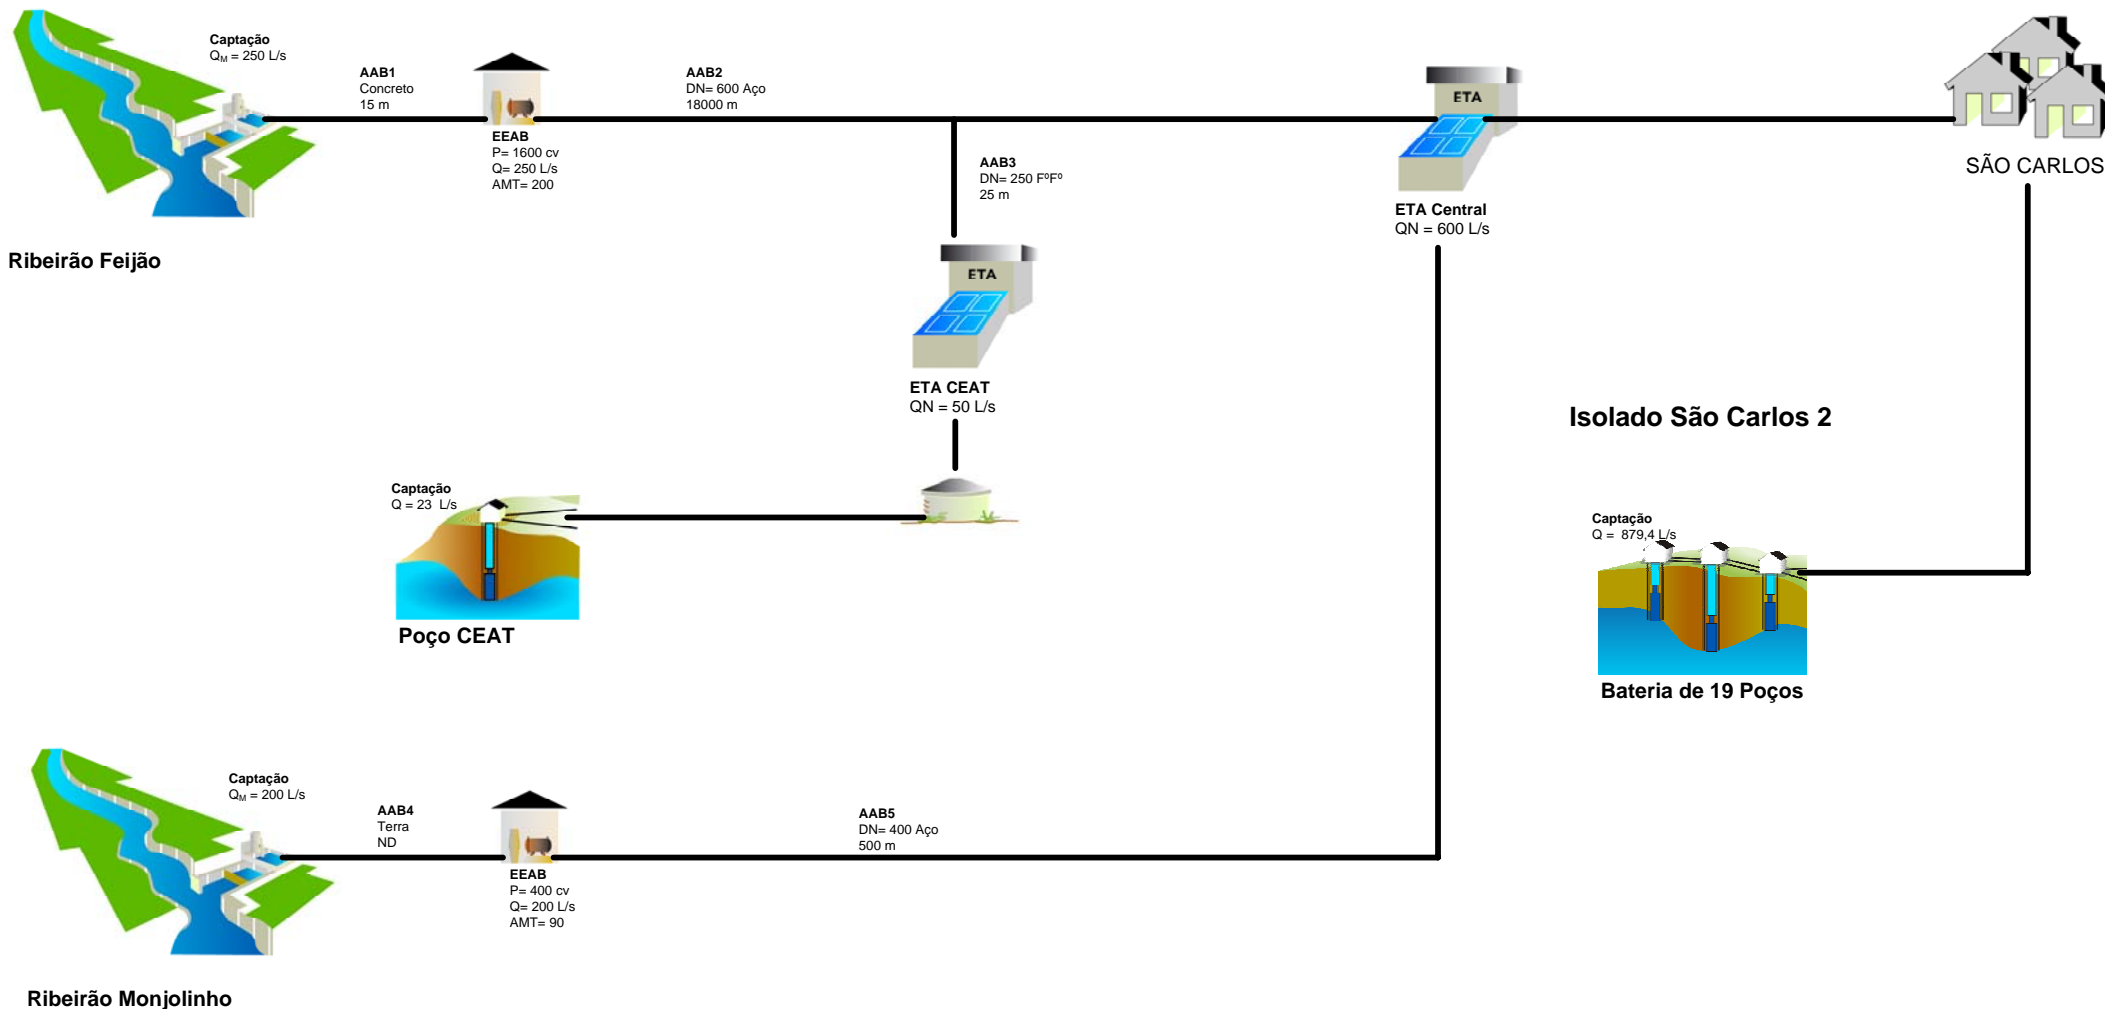 Captação
QM = 250 L/s
AAB1
Concreto
15 m
EEAB
P= 1600 cv
Q= 250 L/s
AMT= 200
AAB2
DN= 600 Aço
18000 m
AAB3
DN= 250 FºFº
25 m
ETA
ETA Central
QN = 600 L/s
SÃO CARLOS
Ribeirão Feijão
ETA
ETA CEAT
QN = 50 L/s
Isolado São Carlos 2
Captação
Q = 23 L/s
Poço CEAT
Captação
Q = 879,4 L/s
Bateria de 19 Poços
Captação
QM = 200 L/s
AAB4
Terra
ND
EEAB
P= 400 cv
Q= 200 L/s
AMT= 90
AAB5
DN= 400 Aço
500 m
Ribeirão Monjolinho